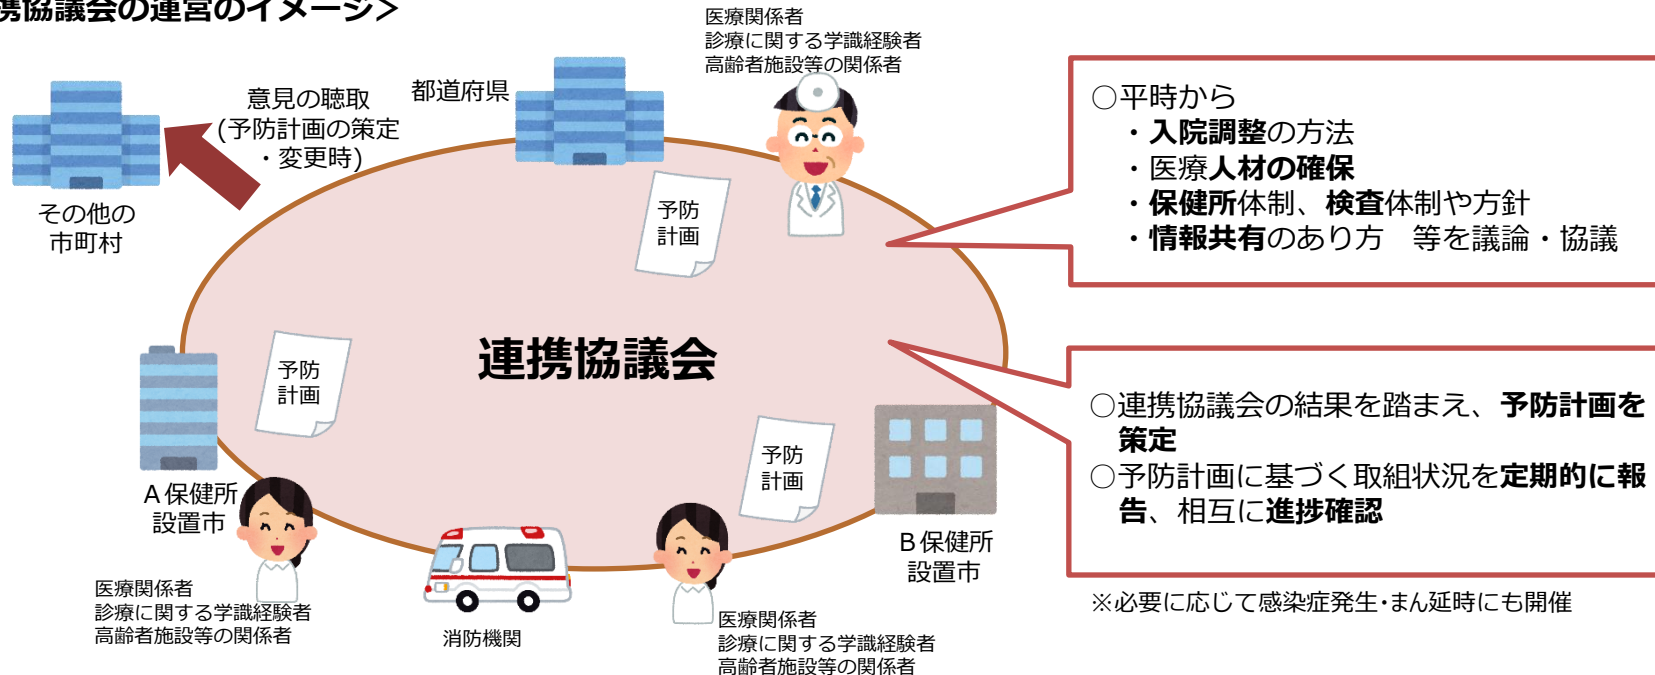 携協議会の運営のイメージ＞
医療関係者
診療に関する学識経験者
高齢者施設等の関係者
都道府県
意見の聴取
(予防計画の策定
・変更時)
その他の
市町村
予防
計画
○平時から
・入院調整の方法
・医療人材の確保
・保健所体制、検査体制や方針
・情報共有のあり方　等を議論・協議
連携協議会
予防
計画
予防
計画
○連携協議会の結果を踏まえ、予防計画を
策定
○予防計画に基づく取組状況を定期的に報
告、相互に進捗確認
※必要に応じて感染症発生・まん延時にも開催
A保健所
設置市
B保健所
設置市
医療関係者
診療に関する学識経験者
高齢者施設等の関係者
消防機関
医療関係者
診療に関する学識経験者
高齢者施設等の関係者